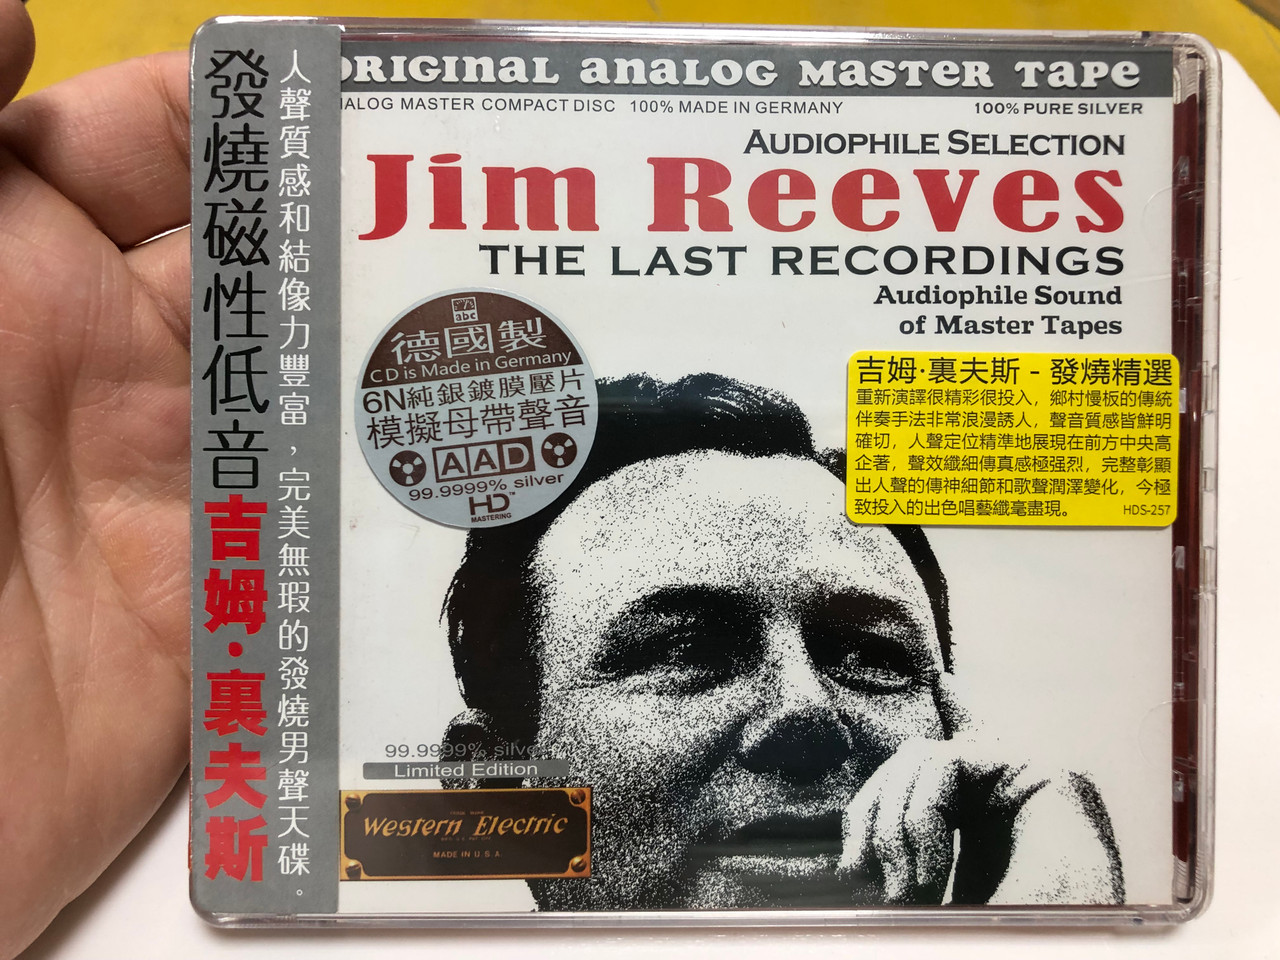 發燒磁性低音吉姆·裏夫斯
人聲質感和結像力豐富，完美無瑕的發燒男聲天碟。
ORIGINAL ANALOG MASTER TAPE
ALOG MASTER COMPACT DISC 100% MADE IN GERMANY 100% PURE SILVER
AUDIOPHILE SELECTION
Jim Reeves
THE LAST RECORDINGS
Audiophile Sound
of Master Tapes
abc
德國製
CD is Made in Germany
6N純銀鍍膜壓片
模擬母帶聲音
AAD
99.9999% silver
HD™
MASTERING
吉姆·裏夫斯-發燒精選
重新演譯很精彩很投入，鄉村慢板的傳統
伴奏手法非常浪漫誘人，聲音質感皆鮮明
確切，人聲定位精準地展現在前方中央高
企著，聲效纖細傳真感極强烈，完整彰顯
出人聲的傳神細節和歌聲潤澤變化，今極
致投入的出色唱藝纖毫盡現。 HDS-257
99.9999% silver
Limited Edition
Western Electric
MADE IN U.S.A.